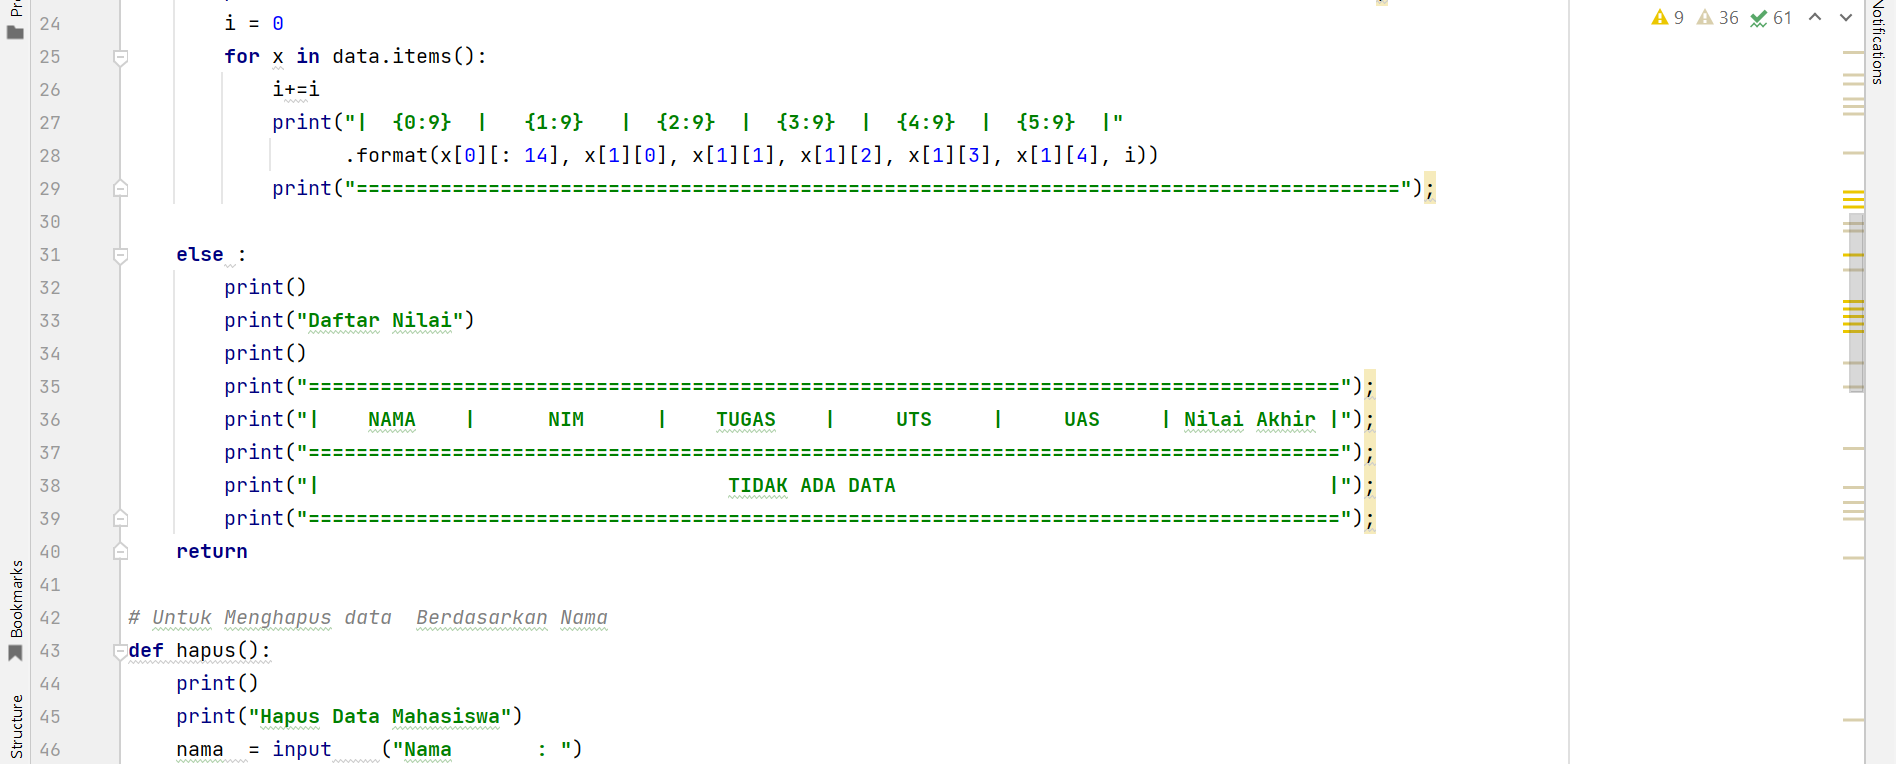 24 i = 0
25 for x in data.items():
26 i+=i
27 print("|  {0:9}  |   {1:9}   |  {2:9}  |  {3:9}  |  {4:9}  |  {5:9}  |"
28 .format(x[0][: 14], x[1][0], x[1][1], x[1][2], x[1][3], x[1][4], i))
29 print("=======================================================================================");
30
31 else :
32 print()
33 print("Daftar Nilai")
34 print()
35 print("======================================================================================");
36 print("|    NAMA    |      NIM      |    TUGAS    |     UTS     |     UAS     | Nilai Akhir |");
37 print("======================================================================================");
38 print("|                                  TIDAK ADA DATA                                    |");
39 print("======================================================================================");
40 return
41
42 # Untuk Menghapus data  Berdasarkan Nama
43 def hapus():
44 print()
45 print("Hapus Data Mahasiswa")
46 nama  = input    ("Nama       : ")
9 36 61
Notifications
Bookmarks
Structure